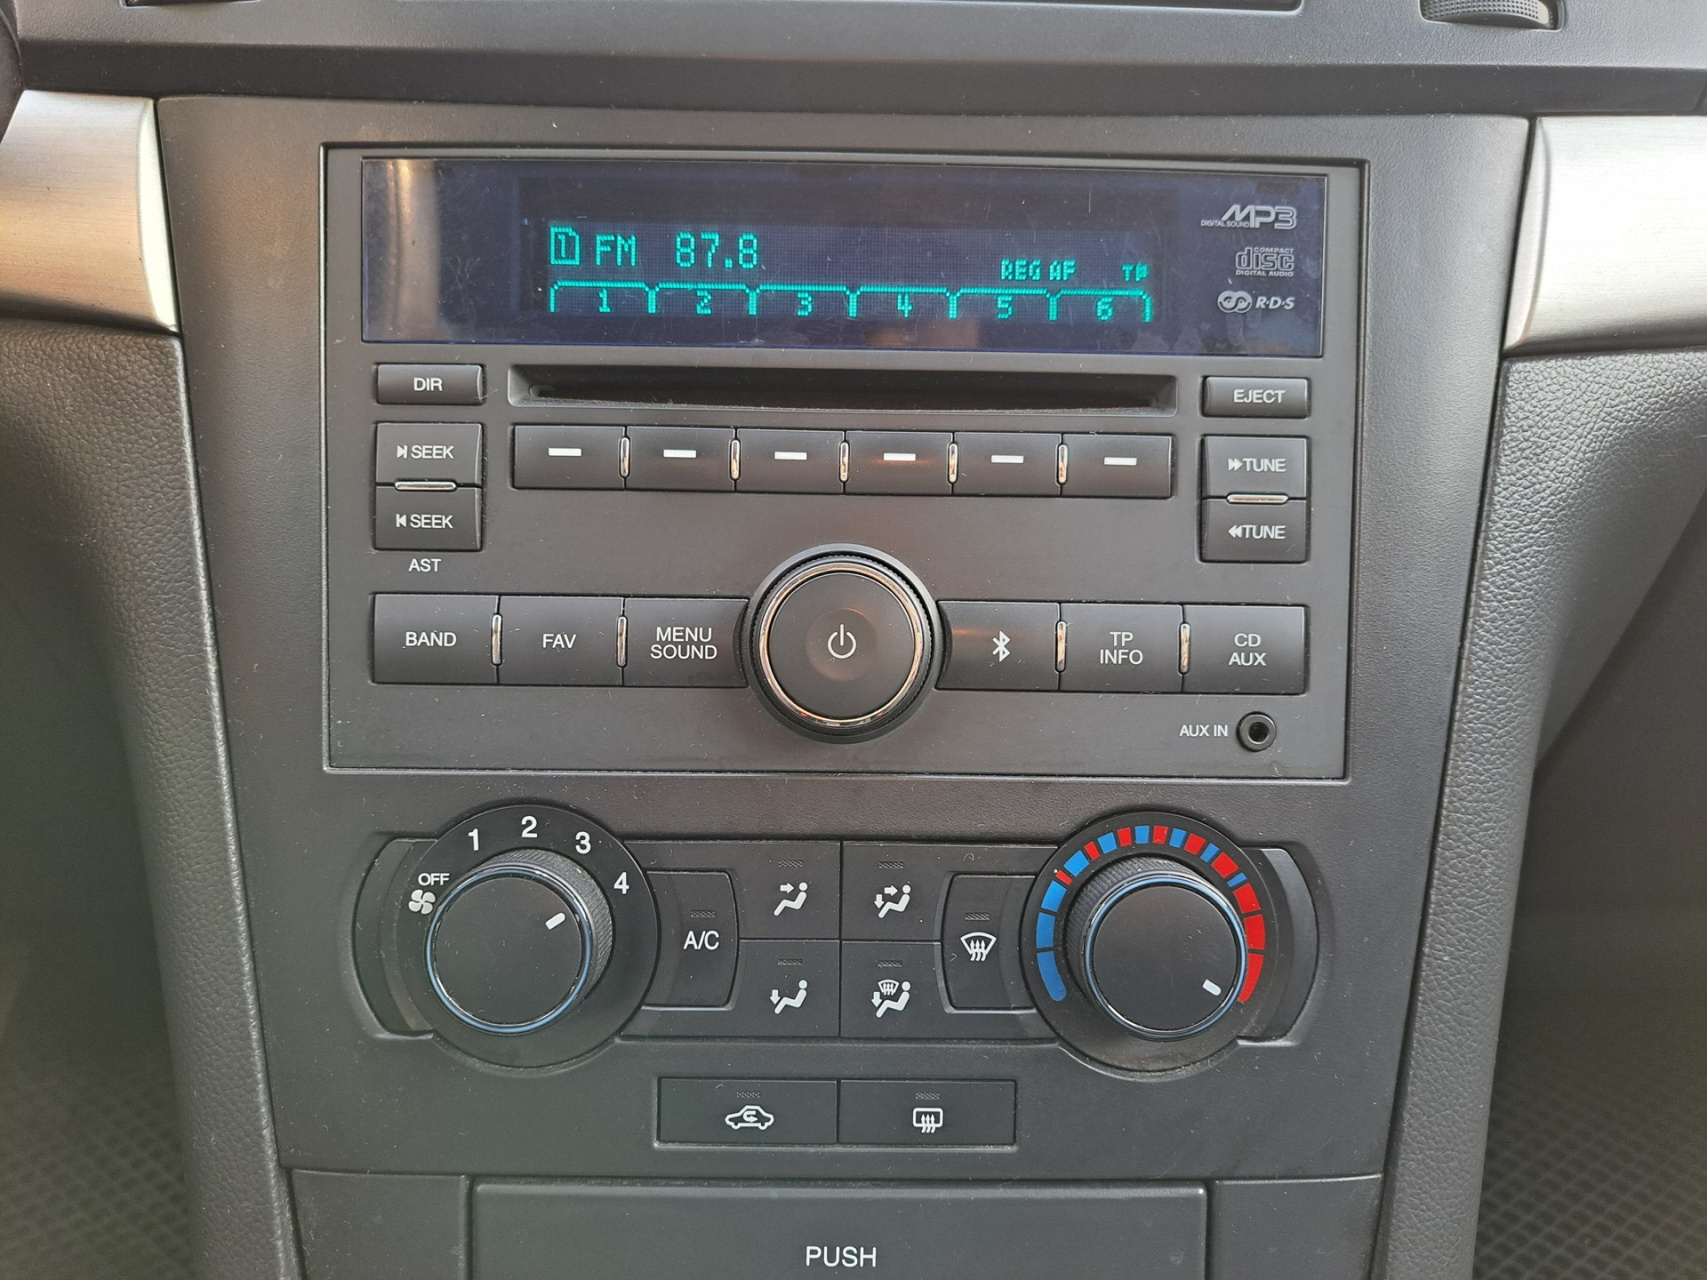 1 FM 87.8
REG AF TP
1 2 3 4 5 6
MP3
DIGITAL SOUND
COMPACT
disc
DIGITAL AUDIO
R·D·S
DIR
EJECT
SEEK
TUNE
SEEK
TUNE
AST
BAND
FAV
MENU
SOUND
TP
INFO
CD
AUX
AUX IN
OFF 1 2 3 4
A/C
PUSH